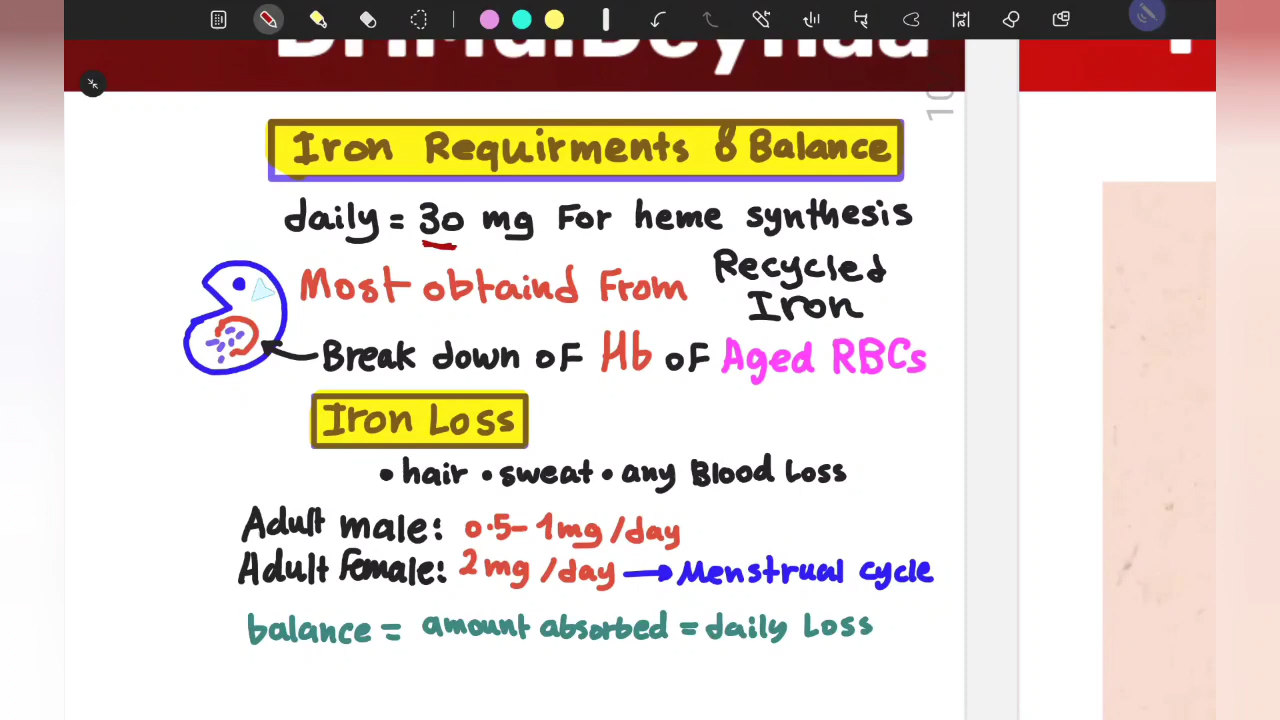 Iron Requirments & Balance
daily = 30 mg For heme synthesis
Most obtaind From Recycled Iron
Break down of Hb of Aged RBCs
Iron Loss
• hair • sweat • any Blood Loss
Adult male: 0.5-1mg/day
Adult Female: 2mg/day → Menstrual cycle
balance = amount absorbed = daily Loss